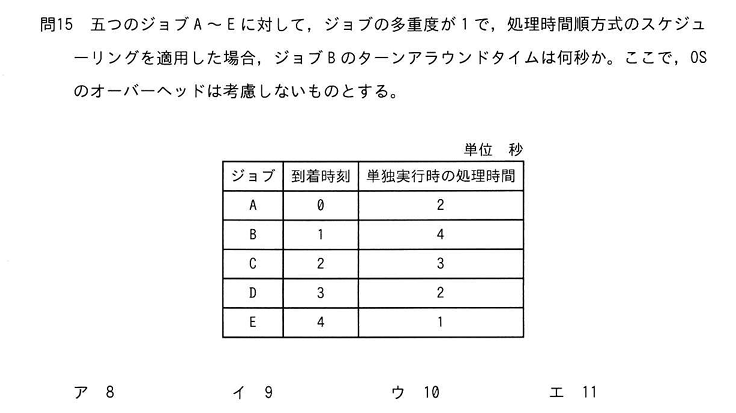 問15 五つのジョブA～Eに対して，ジョブの多重度が1で，処理時間順方式のスケジュ
ーリングを適用した場合，ジョブBのターンアラウンドタイムは何秒か。ここで，OS
のオーバーヘッドは考慮しないものとする。
単位 秒
ジョブ 到着時刻 単独実行時の処理時間
A 0 2
B 1 4
C 2 3
D 3 2
E 4 1
ア 8 イ 9 ウ 10 エ 11